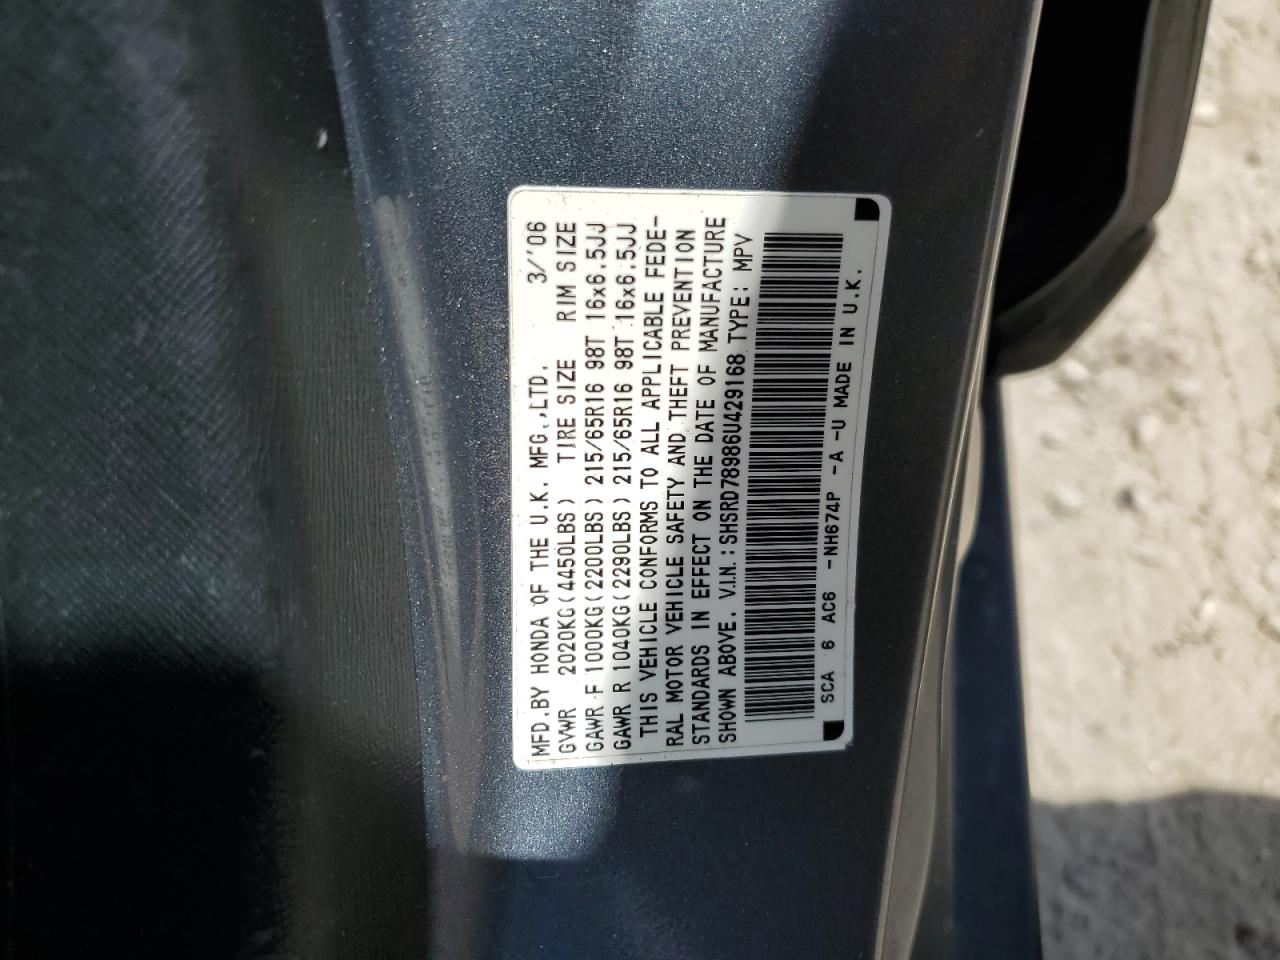 MFD.BY HONDA OF THE U.K. MFG.,LTD. 3/'06
GVWR 2020KG(4450LBS) TIRE SIZE RIM SIZE
GAWR F 1000KG(2200LBS) 215/65R16 98T 16x6.5JJ
GAWR R 1040KG(2290LBS) 215/65R16 98T 16x6.5JJ
THIS VEHICLE CONFORMS TO ALL APPLICABLE FEDE-
RAL MOTOR VEHICLE SAFETY AND THEFT PREVENTION
STANDARDS IN EFFECT ON THE DATE OF MANUFACTURE
SHOWN ABOVE. V.I.N.:SHSRD78986U429168 TYPE: MPV
SCA 6 AC6 -NH674P -A -U MADE IN U.K.